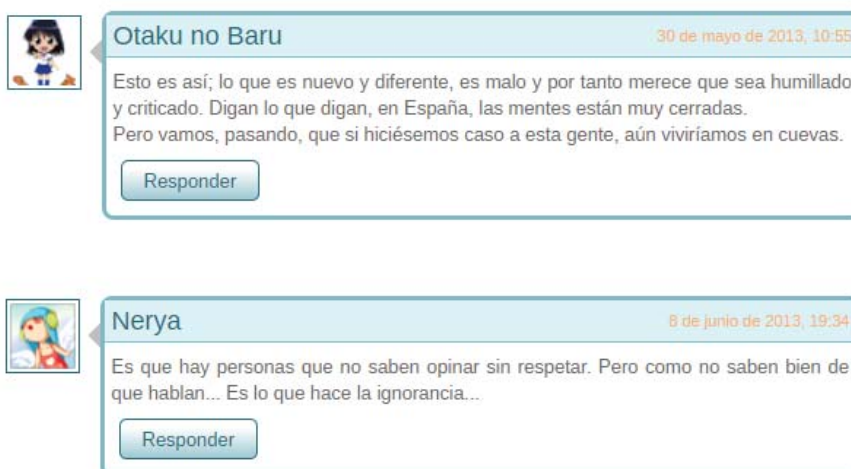 Otaku no Baru
30 de mayo de 2013, 10:55
Esto es así; lo que es nuevo y diferente, es malo y por tanto merece que sea humillado
y criticado. Digan lo que digan, en España, las mentes están muy cerradas.
Pero vamos, pasando, que si hiciésemos caso a esta gente, aún viviríamos en cuevas.
Responder
Nerya
8 de junio de 2013, 19:34
Es que hay personas que no saben opinar sin respetar. Pero como no saben bien de
que hablan... Es lo que hace la ignorancia...
Responder